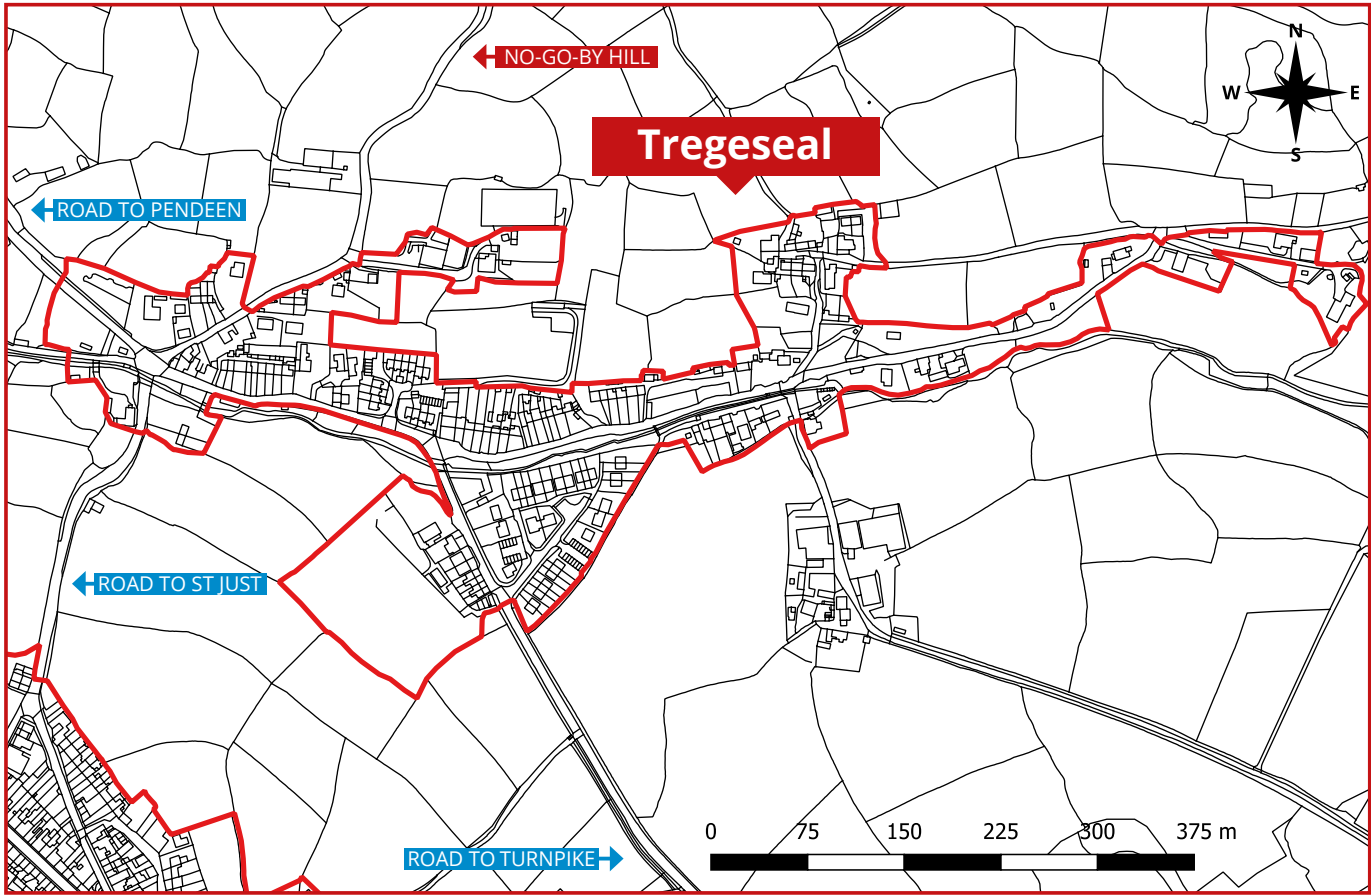 N
NO-GO-BY HILL
W
E
Tregeseal
S
ROAD TO PENDEEN
ROAD TO ST JUST
0 75 150 225 300 375 m
ROAD TO TURNPIKE